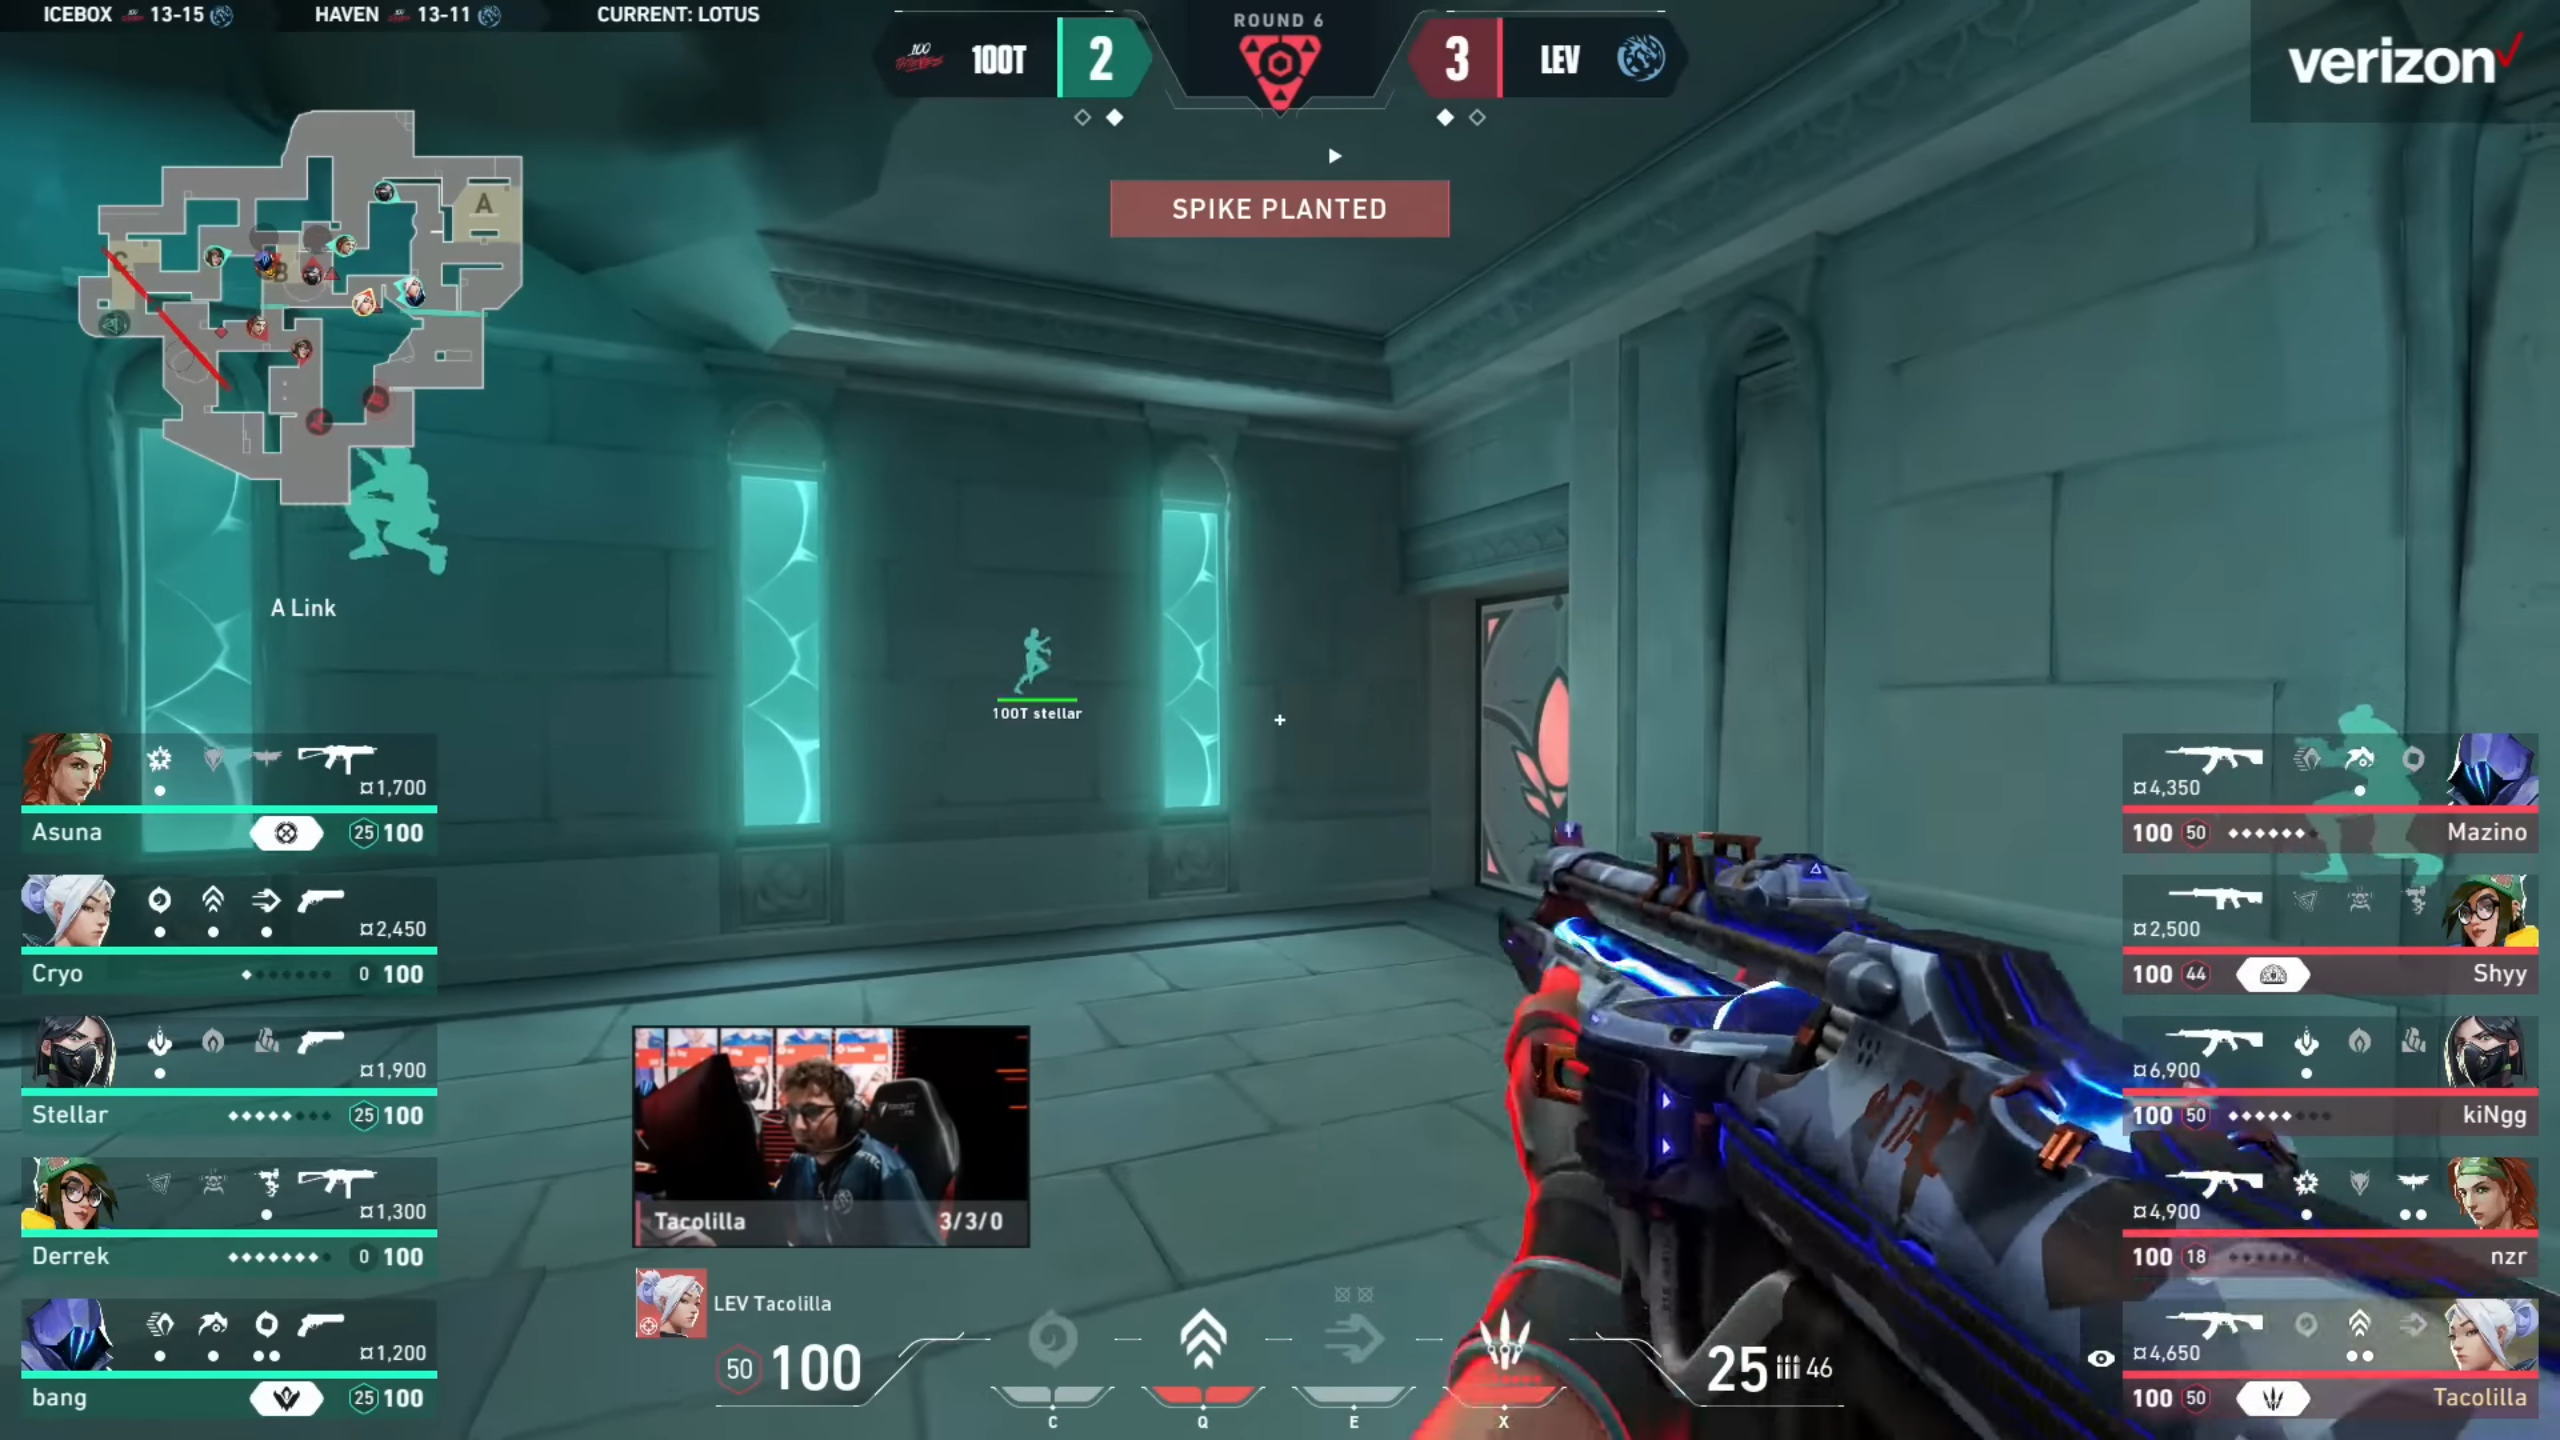 ICEBOX 13-15 HAVEN 13-11 CURRENT: LOTUS
100T 2 ROUND 6 3 LEV
verizon
SPIKE PLANTED
A
C
B
A Link
100T stellar
1,700
Asuna 25 100
2,450
Cryo 0 100
1,900
Stellar 25 100
1,300
Derrek 0 100
1,200
bang 25 100
4,350
100 50 Mazino
2,500
100 44 Shyy
6,900
100 50 kiNgg
4,900
100 18 nzr
4,650
100 50 Tacolilla
Tacolilla 3/3/0
LEV Tacolilla
50 100
C Q E X
25 46